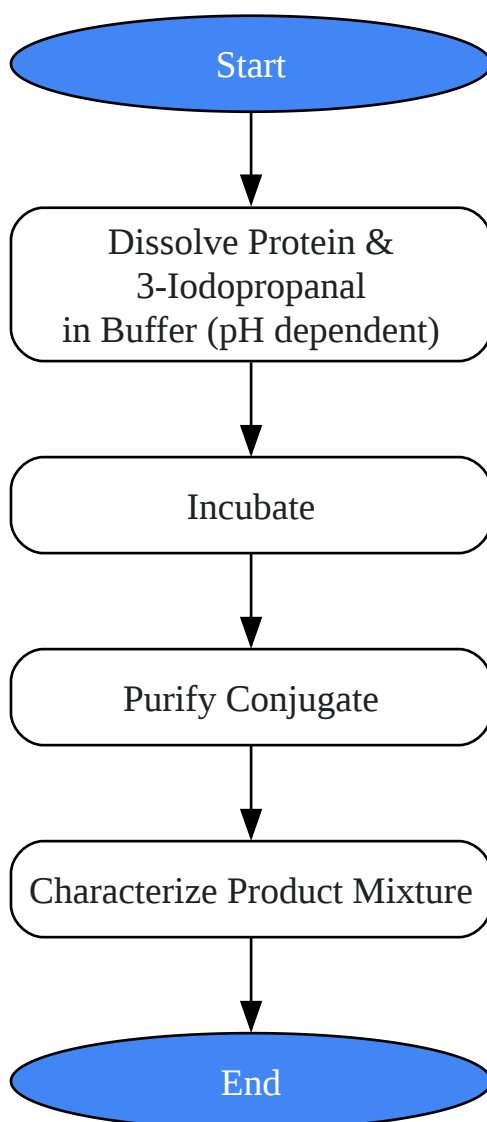 Start
Dissolve Protein &
3-Iodopropanal
in Buffer (pH dependent)
Incubate
Purify Conjugate
Characterize Product Mixture
End